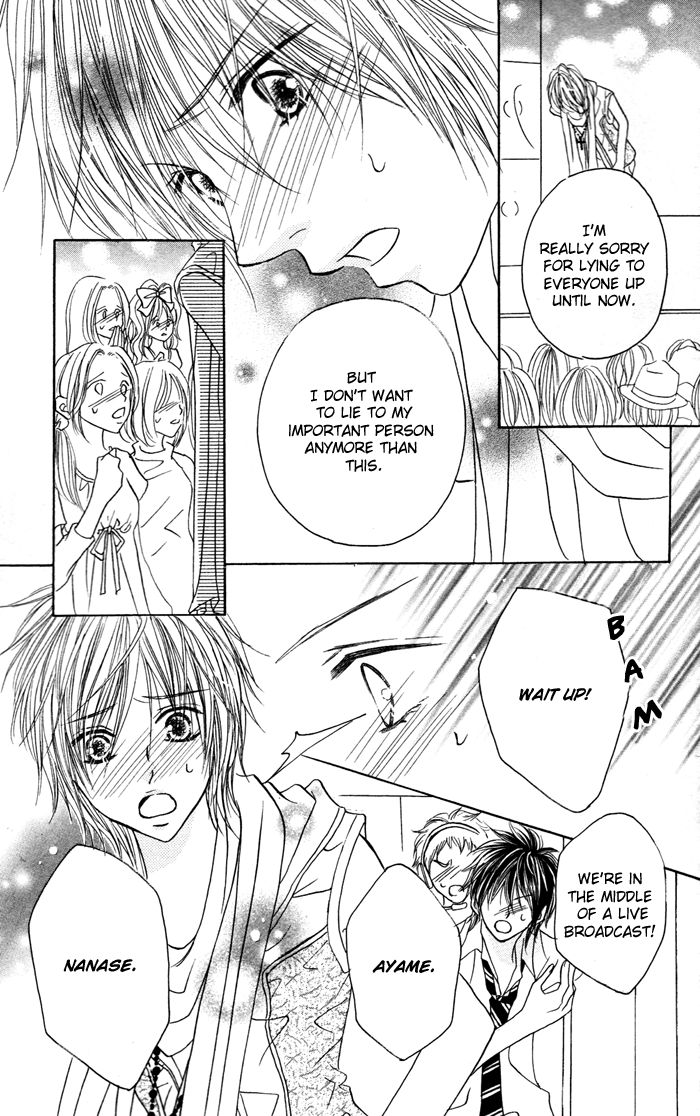 I'M
REALLY SORRY
FOR LYING TO
EVERYONE UP
UNTIL NOW.
BUT
I DON'T WANT
TO LIE TO MY
IMPORTANT PERSON
ANYMORE THAN
THIS.
BAM
WAIT UP!
WE'RE IN
THE MIDDLE
OF A LIVE
BROADCAST!
AYAME.
NANASE.